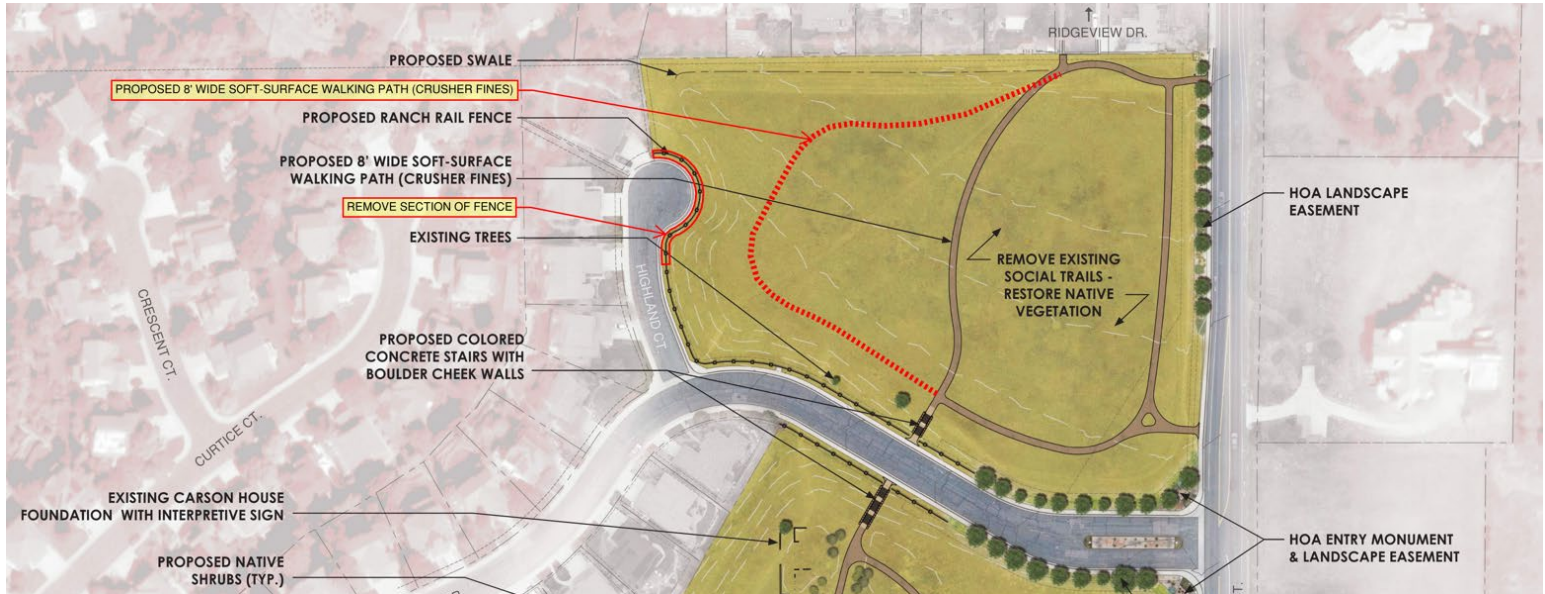 RIDGEVIEW DR.
PROPOSED SWALE
PROPOSED 8' WIDE SOFT-SURFACE WALKING PATH (CRUSHER FINES)
PROPOSED RANCH RAIL FENCE
PROPOSED 8' WIDE SOFT-SURFACE
WALKING PATH (CRUSHER FINES)
REMOVE SECTION OF FENCE
EXISTING TREES
HOA LANDSCAPE
EASEMENT
REMOVE EXISTING
SOCIAL TRAILS -
RESTORE NATIVE
VEGETATION
HIGHLAND CT
CRESCENT CT.
CURTICE CT.
PROPOSED COLORED
CONCRETE STAIRS WITH
BOULDER CHEEK WALLS
EXISTING CARSON HOUSE
FOUNDATION WITH INTERPRETIVE SIGN
HOA ENTRY MONUMENT
& LANDSCAPE EASEMENT
PROPOSED NATIVE
SHRUBS (TYP.)